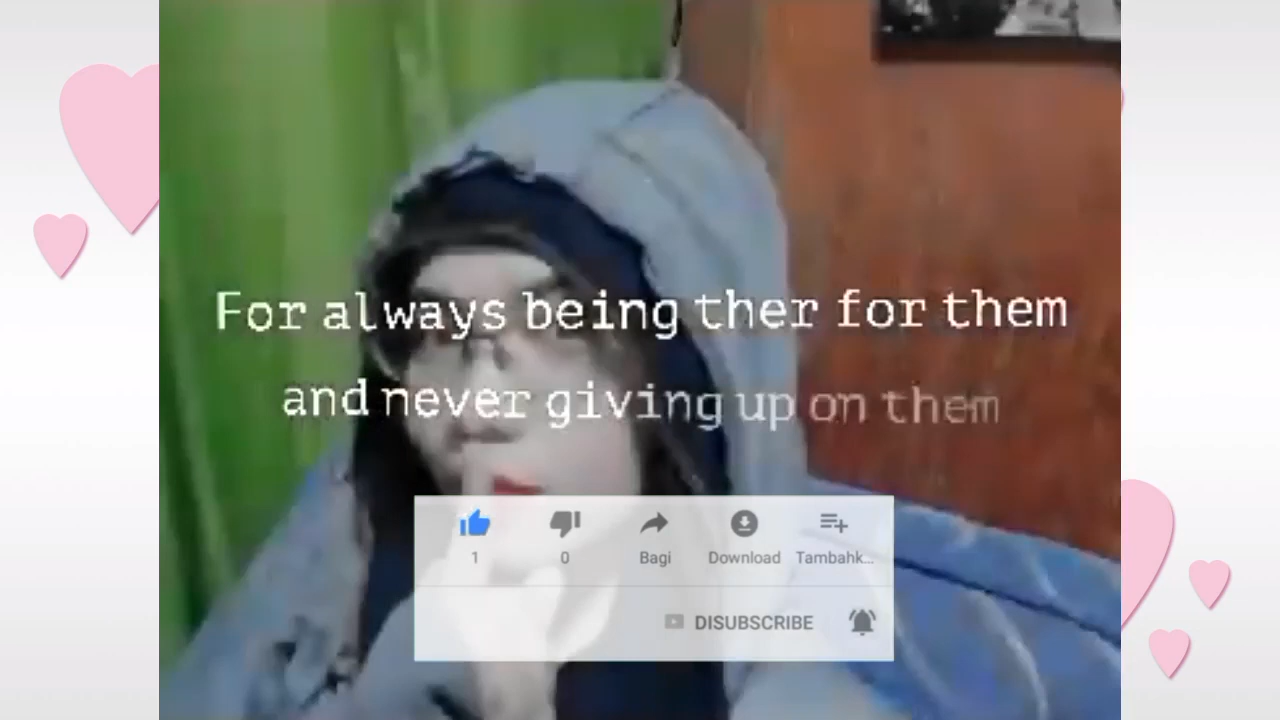 For always being ther for them
and never giving up on them
1 0 Bagi Download Tambahk...
DISUBSCRIBE